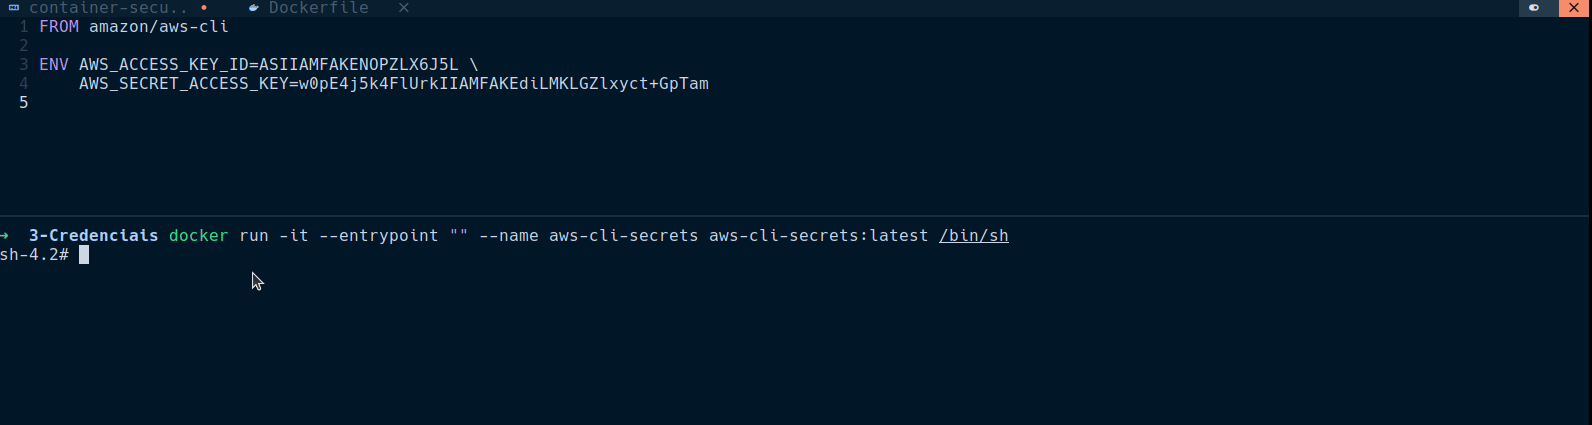 container-secu.. Dockerfile
1 FROM amazon/aws-cli
2
3 ENV AWS_ACCESS_KEY_ID=ASIIAMFAKENOPZLX6J5L \
4 AWS_SECRET_ACCESS_KEY=w0pE4j5k4FlUrkIIAMFAKEdiLMKLGZlxyct+GpTam
5
→ 3-Credencials docker run -it --entrypoint "" --name aws-cli-secrets aws-cli-secrets:latest /bin/sh
sh-4.2#